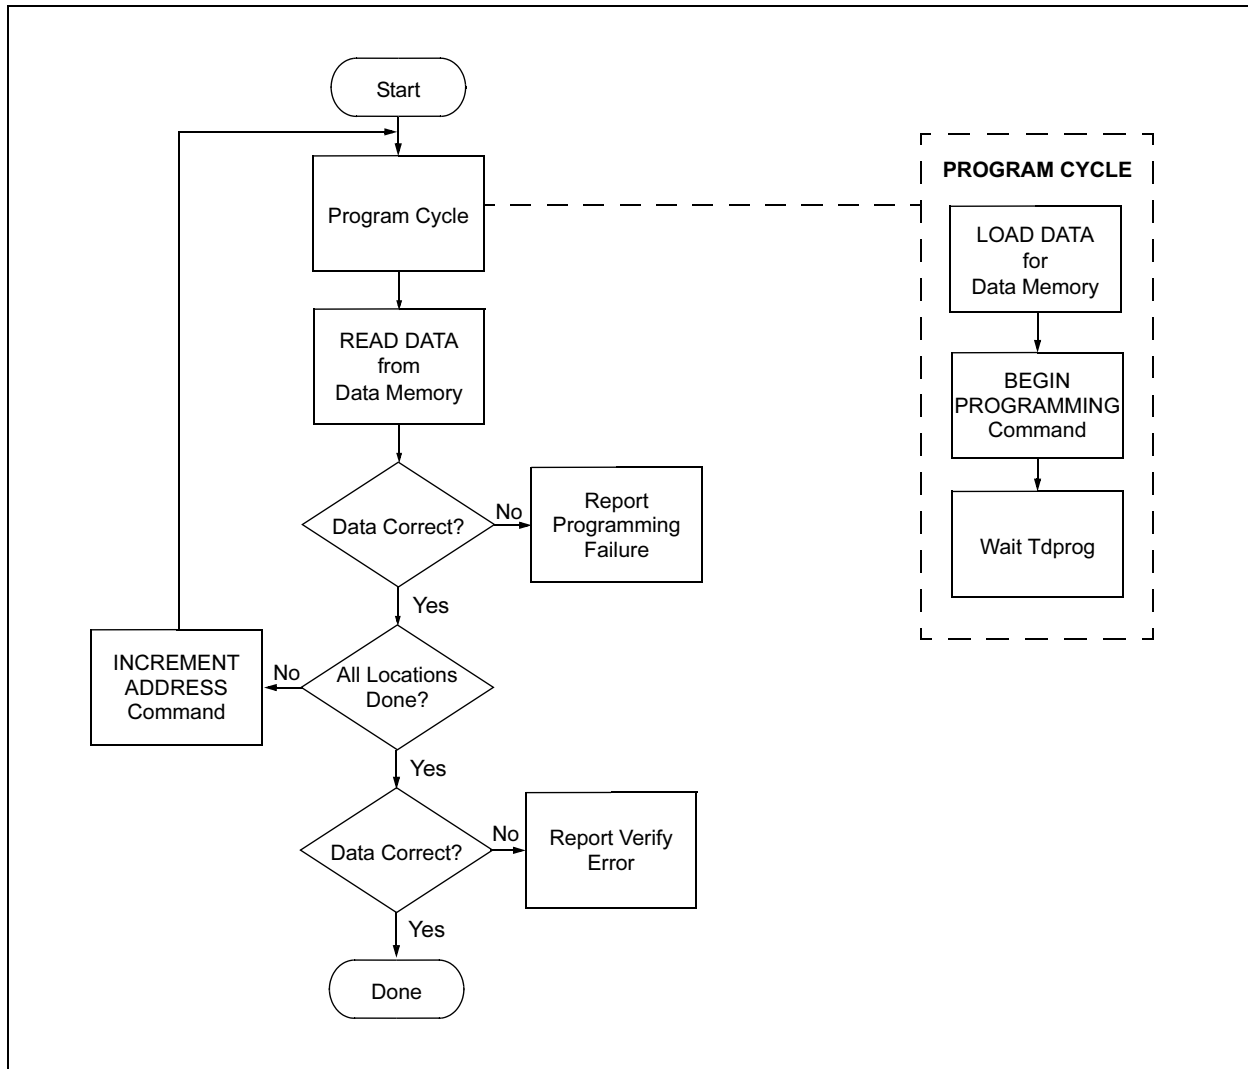 Start
Program Cycle
READ DATA
from
Data Memory
Data Correct?
No
Report
Programming
Failure
Yes
All Locations
Done?
No
INCREMENT
ADDRESS
Command
Yes
Data Correct?
No
Report Verify
Error
Yes
Done
PROGRAM CYCLE
LOAD DATA
for
Data Memory
BEGIN
PROGRAMMING
Command
Wait Tdprog